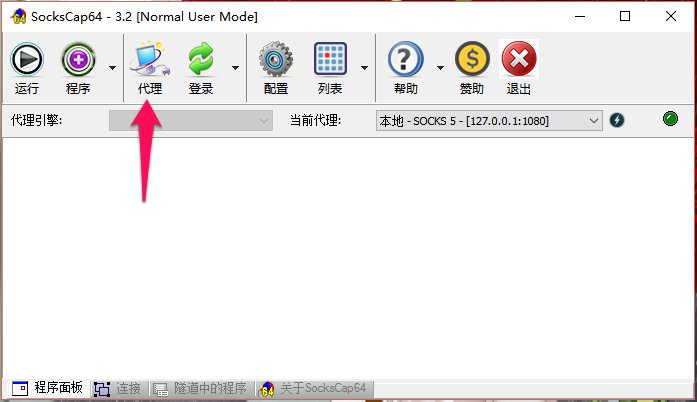 SocksCap64 - 3.2 [Normal User Mode]
运行 程序 代理 登录 配置 列表 帮助 赞助 退出
代理引擎: 当前代理: 本地 - SOCKS 5 - [127.0.0.1:1080]
程序面板 连接 隧道中的程序 关于SocksCap64